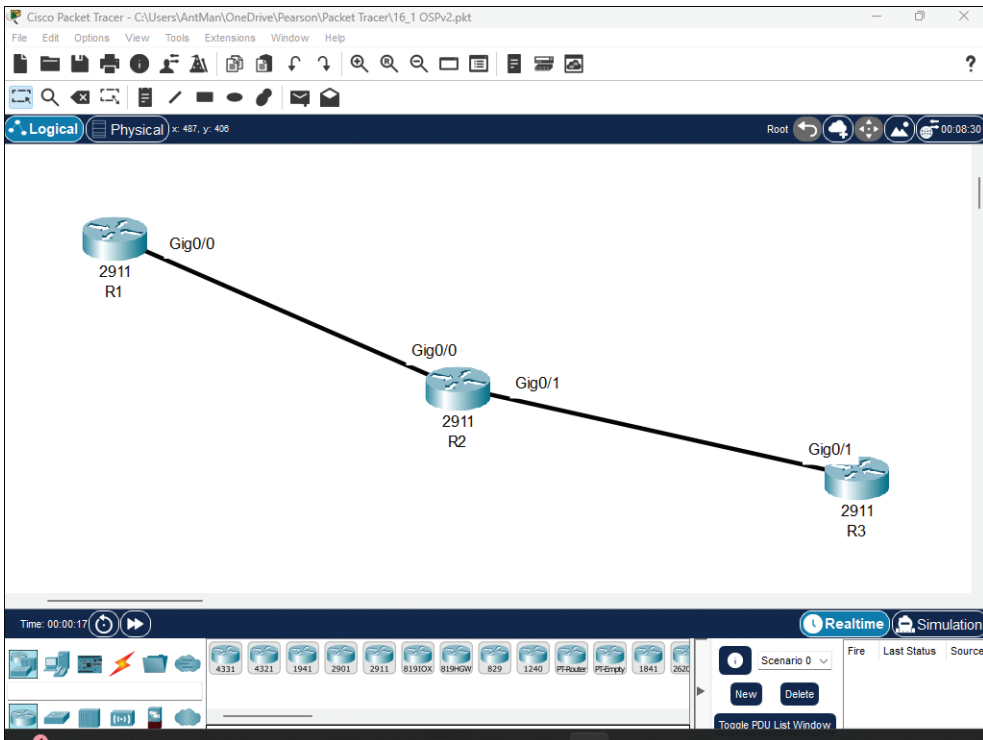 Cisco Packet Tracer - C:\Users\AntMan\OneDrive\Pearson\Packet Tracer\16_1 OSPv2.pkt
File Edit Options View Tools Extensions Window Help
?
Logical Physical x: 487, y: 406 Root 00:08:30
Gig0/0
2911
R1
Gig0/0
Gig0/1
2911
R2
Gig0/1
2911
R3
Time: 00:00:17 Realtime Simulation
4331 4321 1941 2901 2911 819IOX 819HGW 829 1240 PT-Router PT-Empty 1841 2620
Scenario 0 Fire Last Status Source
New Delete
Toggle PDU List Window